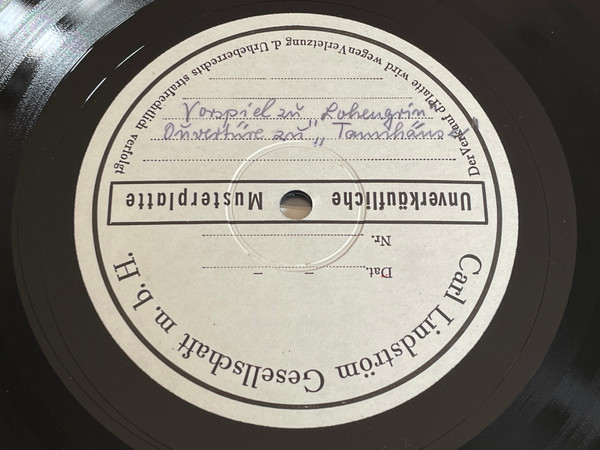 Carl Lindström Gesellschaft m. b. H.
Dat.
Nr.
Unverkäufliche Musterplatte
Vorspiel zu „Lohengrin"
Ouvertüre zu „Tannhäuser"
Der Verkauf d. Platte wird wegen Verletzung d. Urheberrechts strafrechtlich verfolgt